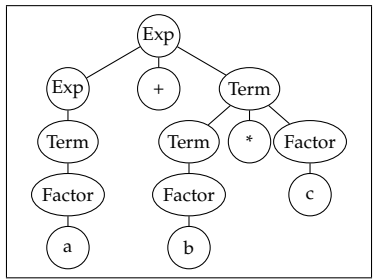 Exp
Exp + Term
Term Term * Factor
Factor Factor c
a b